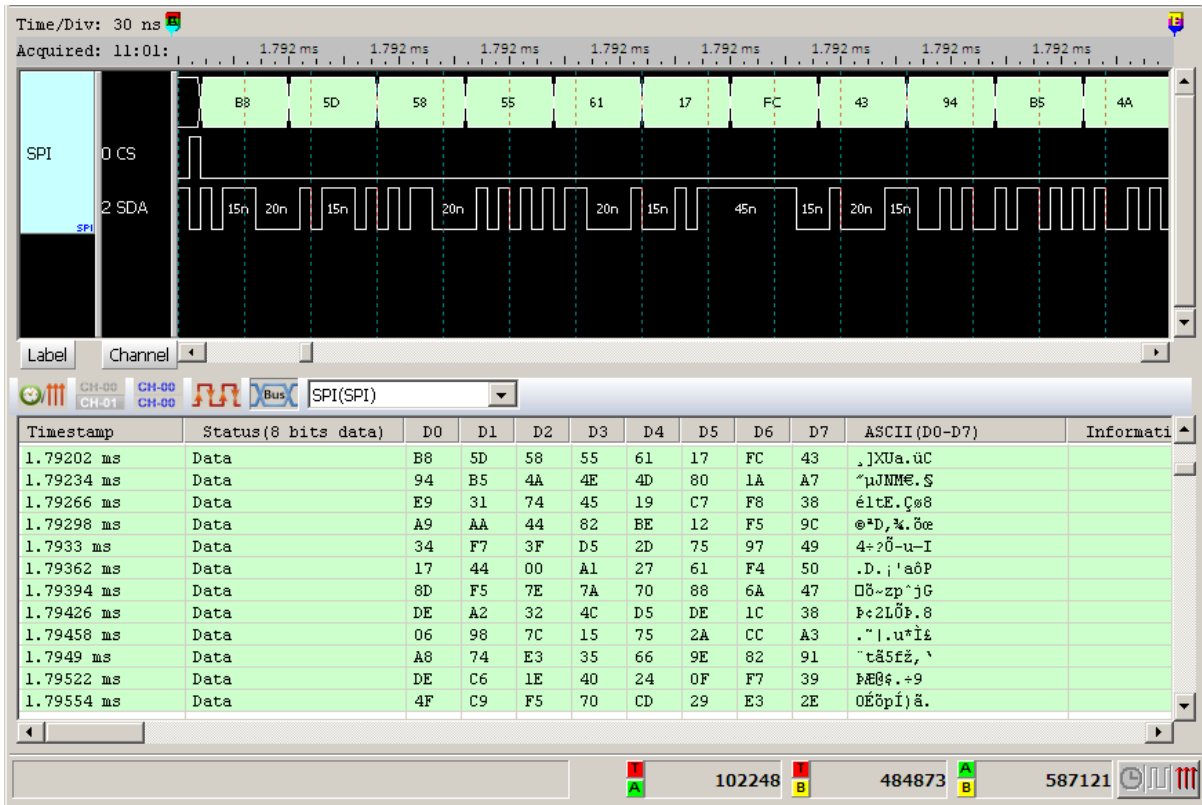 Time/Div: 30 ns
Acquired: 11:01: 1.792 ms 1.792 ms 1.792 ms 1.792 ms 1.792 ms 1.792 ms 1.792 ms 1.792 ms
B8 5D 58 55 61 17 FC 43 94 B5 4A
SPI 0 CS
2 SDA 15n 20n 15n 20n 20n 15n 45n 15n 20n 15n
SPI
Label Channel
CH-00 CH-00
CH-01 CH-00 Bus SPI(SPI)
Timestamp Status(8 bits data) D0 D1 D2 D3 D4 D5 D6 D7 ASCII(D0-D7) Informati
1.79202 ms Data B8 5D 58 55 61 17 FC 43 ¸]XUa.üC
1.79234 ms Data 94 B5 4A 4E 4D 80 1A A7 ˝µJNM€.§
1.79266 ms Data E9 31 74 45 19 C7 F8 38 é1tE.Çø8
1.79298 ms Data A9 AA 44 82 BE 12 F5 9C ©ªD‚¾.õœ
1.7933 ms Data 34 F7 3F D5 2D 75 97 49 4÷?Õ-u—I
1.79362 ms Data 17 44 00 A1 27 61 F4 50 .D.¡'aôP
1.79394 ms Data 8D F5 7E 7A 70 88 6A 47 □õ~zpˆjG
1.79426 ms Data DE A2 32 4C D5 DE 1C 38 Þ¢2LÕÞ.8
1.79458 ms Data 06 98 7C 15 75 2A CC A3 .˜|.u*Ì£
1.7949 ms Data A8 74 E3 35 66 9E 82 91 ¨tã5fž‚‘
1.79522 ms Data DE C6 1E 40 24 0F F7 39 ÞÆ.@$.÷9
1.79554 ms Data 4F C9 F5 70 CD 29 E3 2E OÉõpÍ)ã.
T A 102248 T B 484873 A B 587121